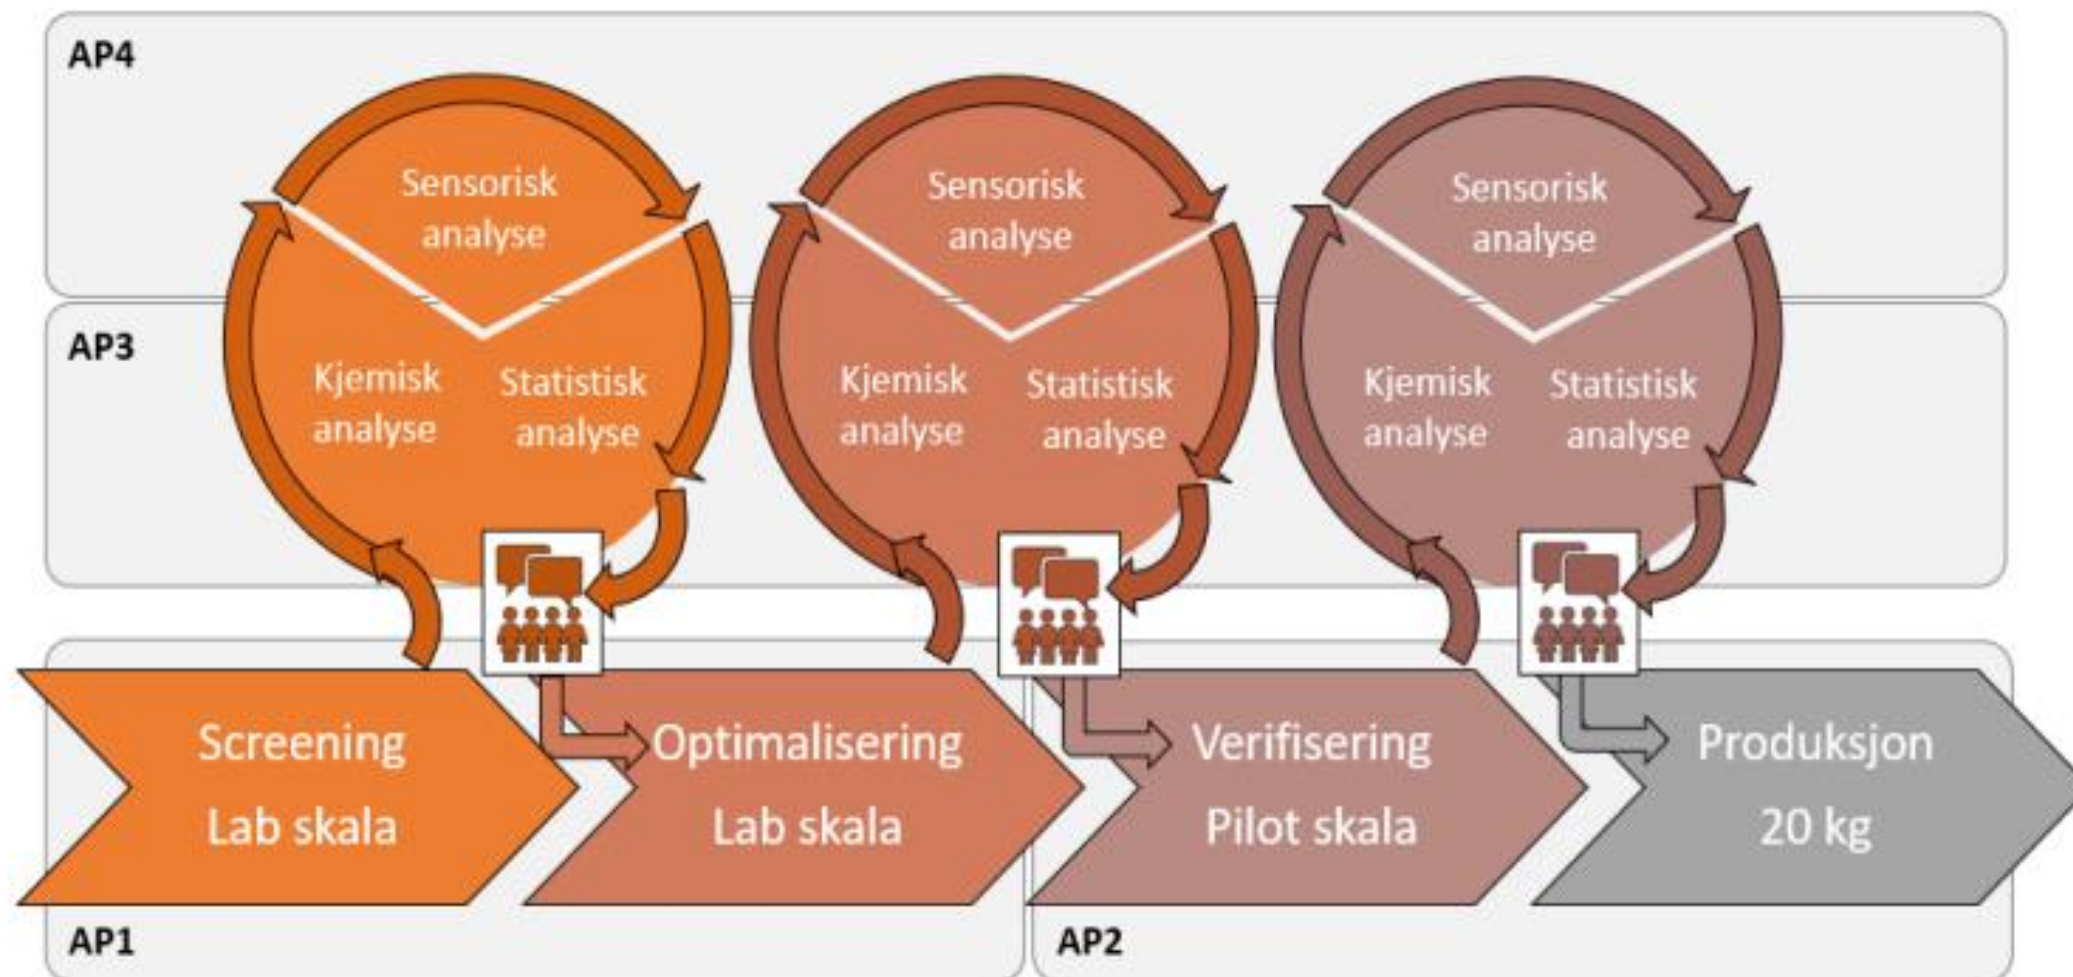 AP4
Sensorisk
analyse
Sensorisk
analyse
Sensorisk
analyse
AP3
Kjemisk
analyse
Statistisk
analyse
Kjemisk
analyse
Statistisk
analyse
Kjemisk
analyse
Statistisk
analyse
Screening
Lab skala
Optimalisering
Lab skala
Verifisering
Pilot skala
Produksjon
20 kg
AP1
AP2